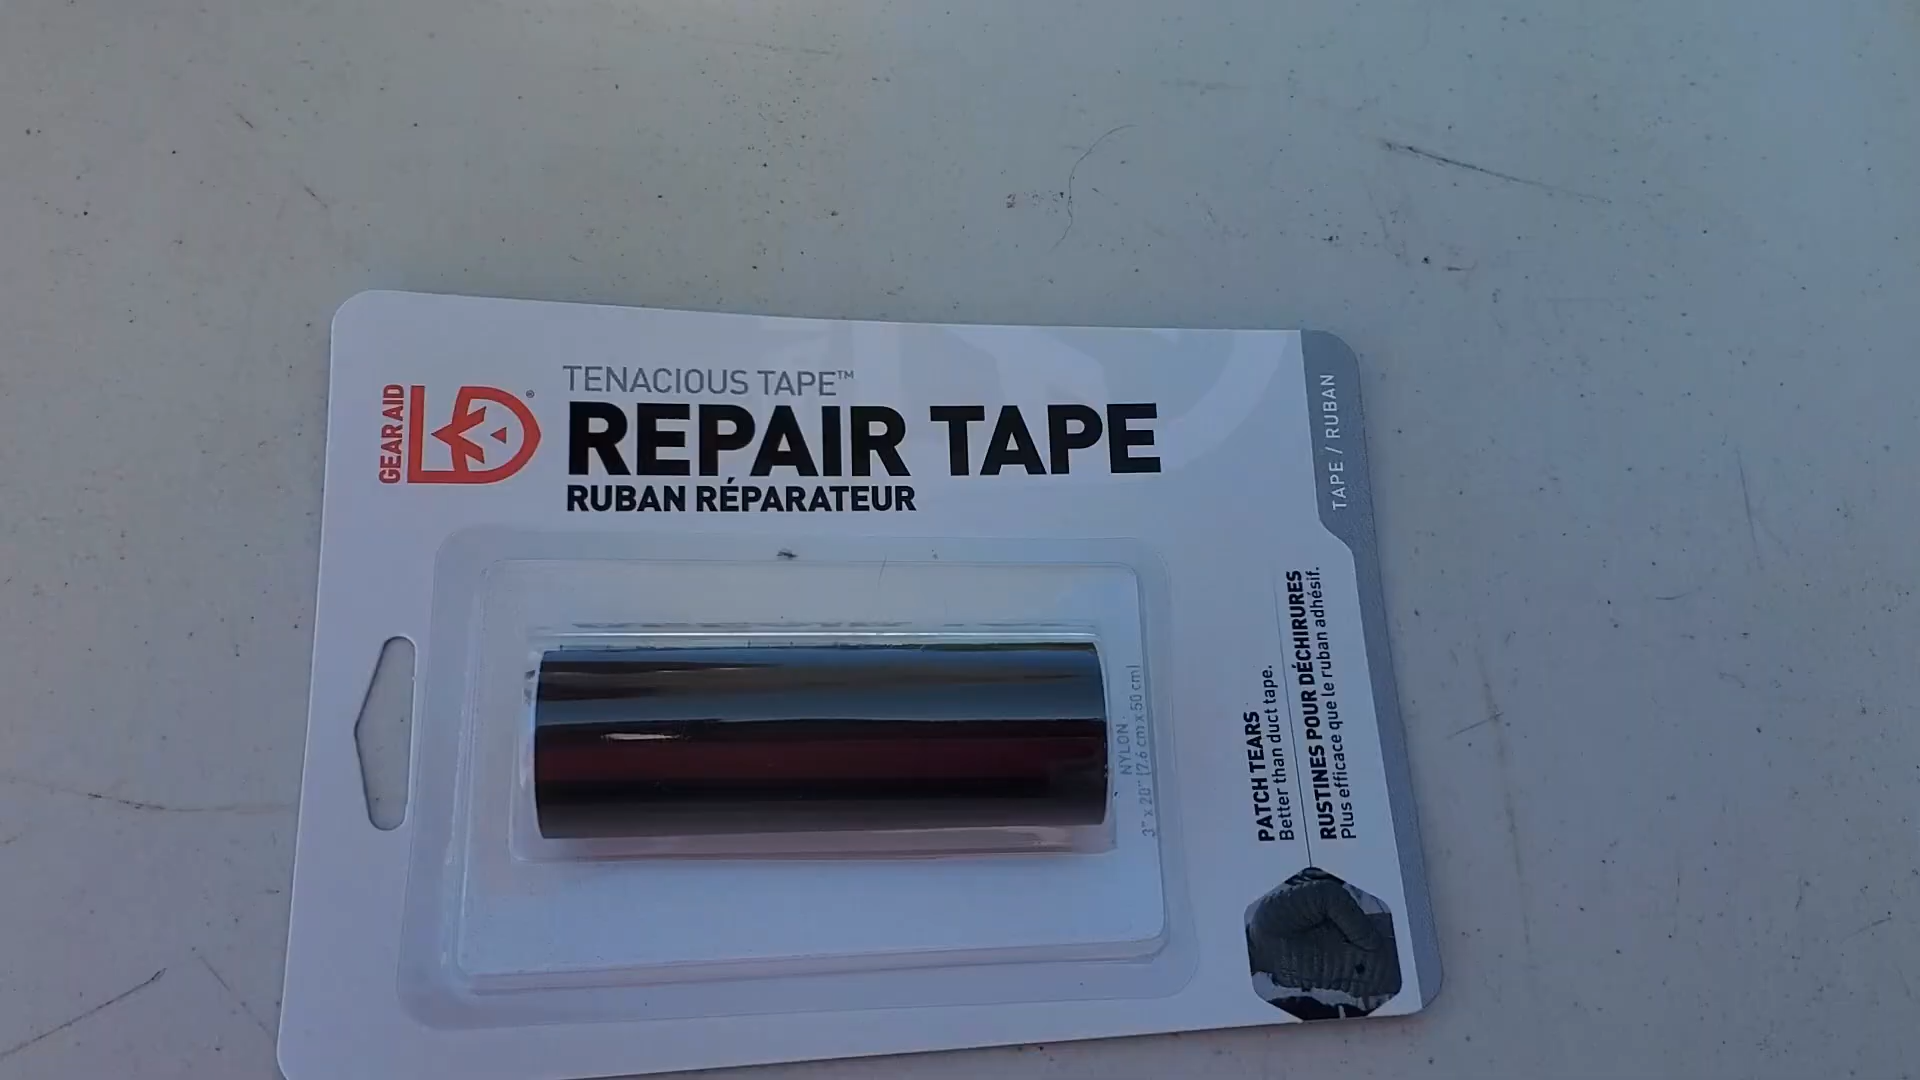 GEAR AID
®
TENACIOUS TAPE™
REPAIR TAPE
RUBAN RÉPARATEUR
TAPE / RUBAN
NYLON
3" x 20" (7.6 cm x 50 cm)
PATCH TEARS
Better than duct tape.
RUSTINES POUR DÉCHIRURES
Plus efficace que le ruban adhésif.